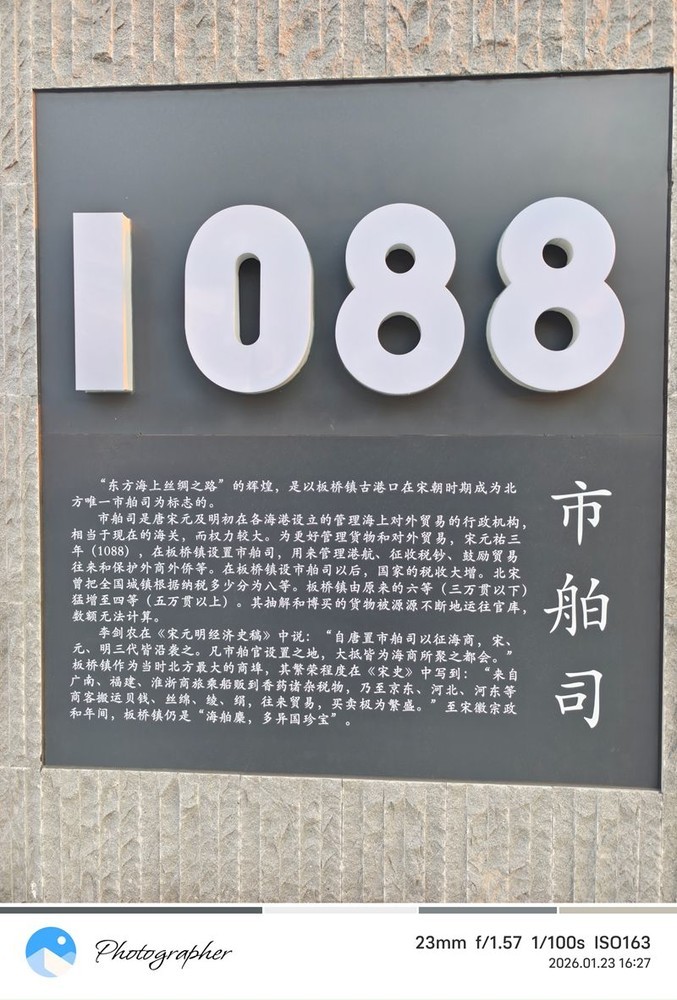 1088
市舶司
“东方海上丝绸之路”的辉煌，是以板桥镇古港口在宋朝时期成为北
方唯一市舶司为标志的。
市舶司是唐宋元及明初在各海港设立的管理海上对外贸易的行政机构，
相当于现在的海关，而权力较大。为更好管理货物和对外贸易，宋元祐三
年（1088），在板桥镇设置市舶司，用来管理港航、征收税钞、鼓励贸易
往来和保护外商外侨等。在板桥镇设市舶司以后，国家的税收大增。北宋
曾把全国城镇根据纳税多少分为八等。板桥镇由原来的六等（三万贯以下）
猛增至四等（五万贯以上）。其抽解和博买的货物被源源不断地运往官库，
数额无法计算。
李剑农在《宋元明经济史稿》中说：“自唐置市舶司以征海商，宋、
元、明三代皆沿袭之。凡市舶官设置之地，大抵皆为海商所聚之都会。”
板桥镇作为当时北方最大的商埠，其繁荣程度在《宋史》中写到：“来自
广南、福建、淮浙商旅乘船贩到香药诸杂税物，乃至京东、河北、河东等
商客搬运贝钱、丝绵、绫、绢，往来贸易，买卖极为繁盛。”至宋徽宗政
和年间，板桥镇仍是“海舶麇，多异国珍宝”。
Photographer
23mm f/1.57 1/100s ISO163
2026.01.23 16:27